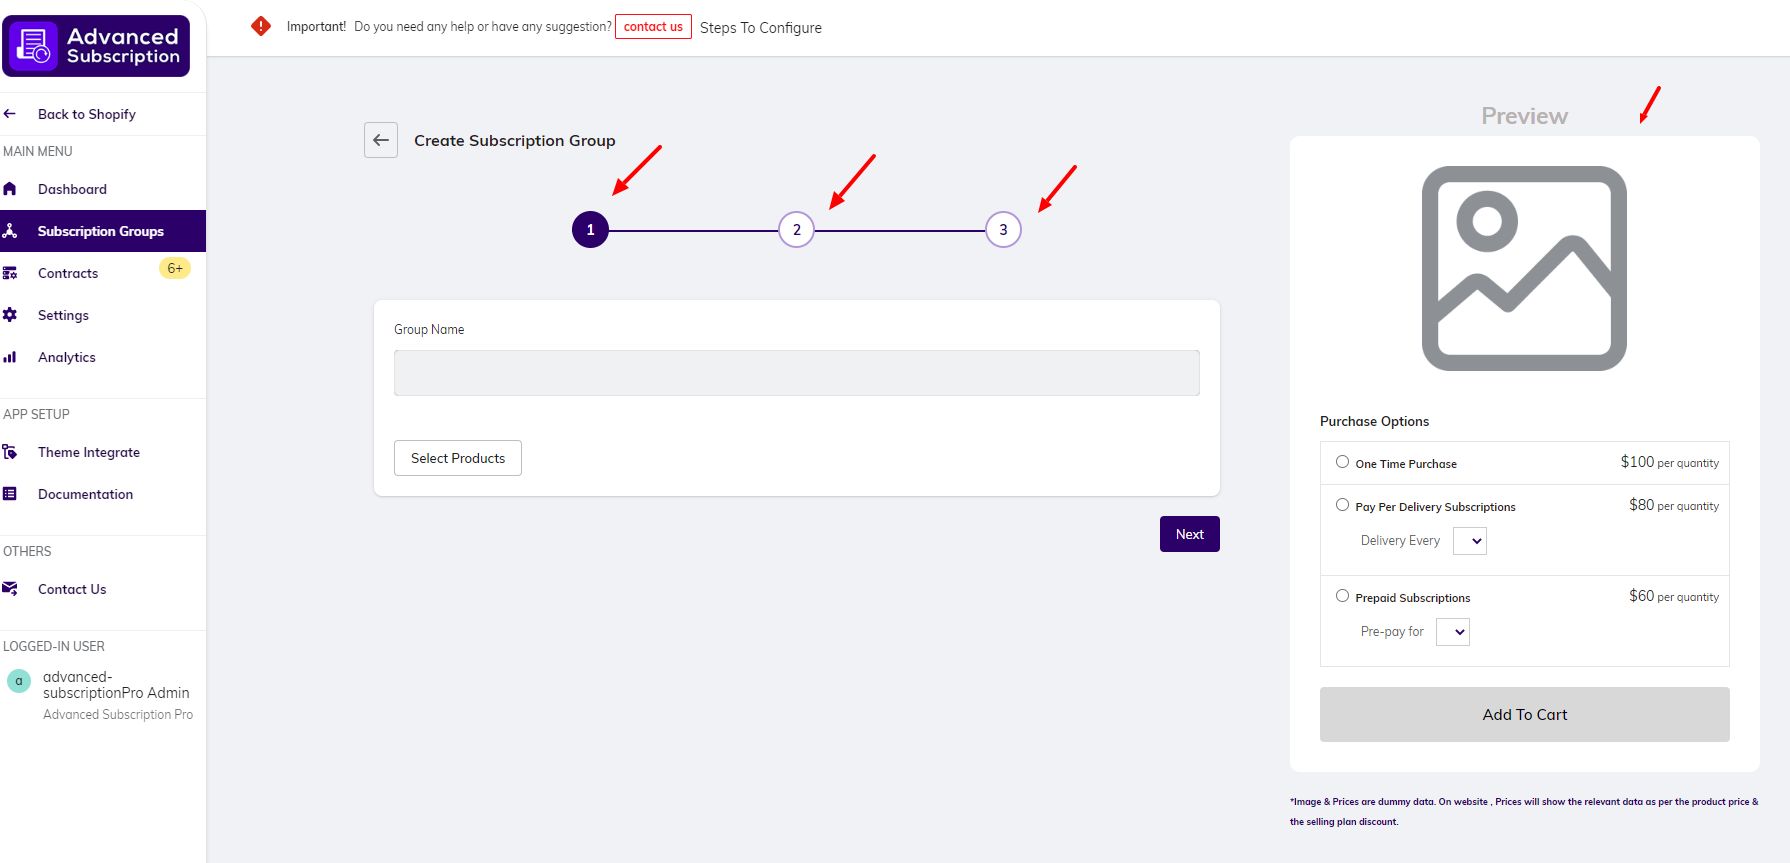 Advanced
Subscription
Important! Do you need any help or have any suggestion? contact us Steps To Configure
Back to Shopify
MAIN MENU
Dashboard
Subscription Groups
Contracts 6+
Settings
Analytics
APP SETUP
Theme Integrate
Documentation
OTHERS
Contact Us
LOGGED-IN USER
a
advanced-
subscriptionPro Admin
Advanced Subscription Pro
Create Subscription Group
1 2 3
Group Name
Select Products
Next
Preview
Purchase Options
One Time Purchase $100 per quantity
Pay Per Delivery Subscriptions $80 per quantity
Delivery Every
Prepaid Subscriptions $60 per quantity
Pre-pay for
Add To Cart
*Image & Prices are dummy data. On website , Prices will show the relevant data as per the product price &
the selling plan discount.